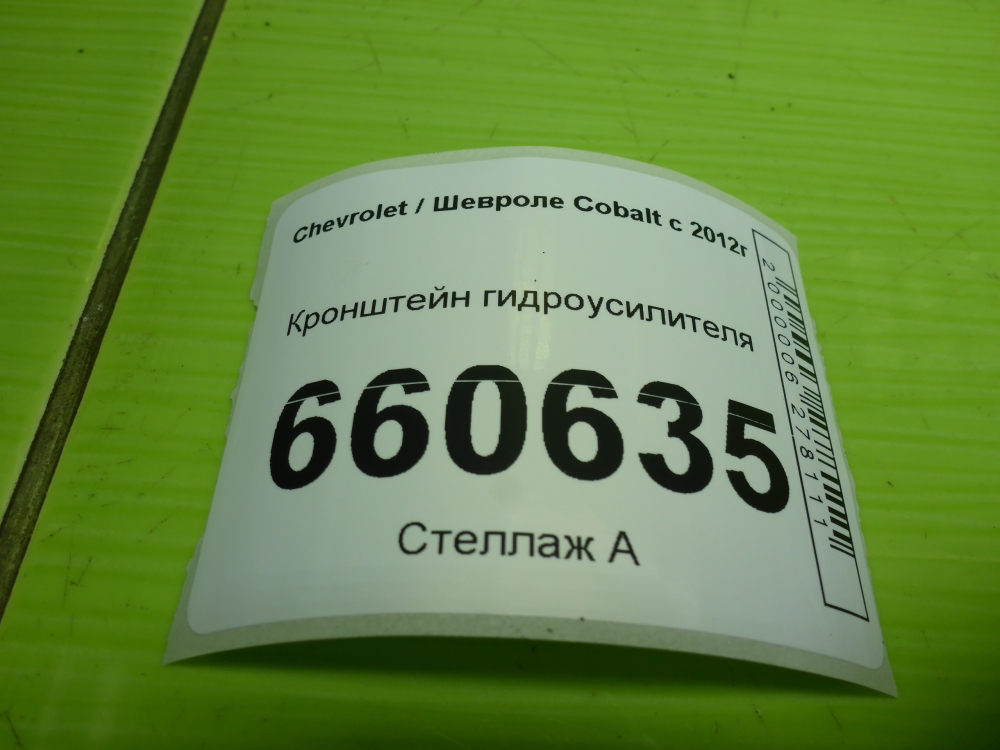 Chevrolet / Шевроле Cobalt с 2012г
Кронштейн гидроусилителя
660635
Стеллаж А
2000006278111